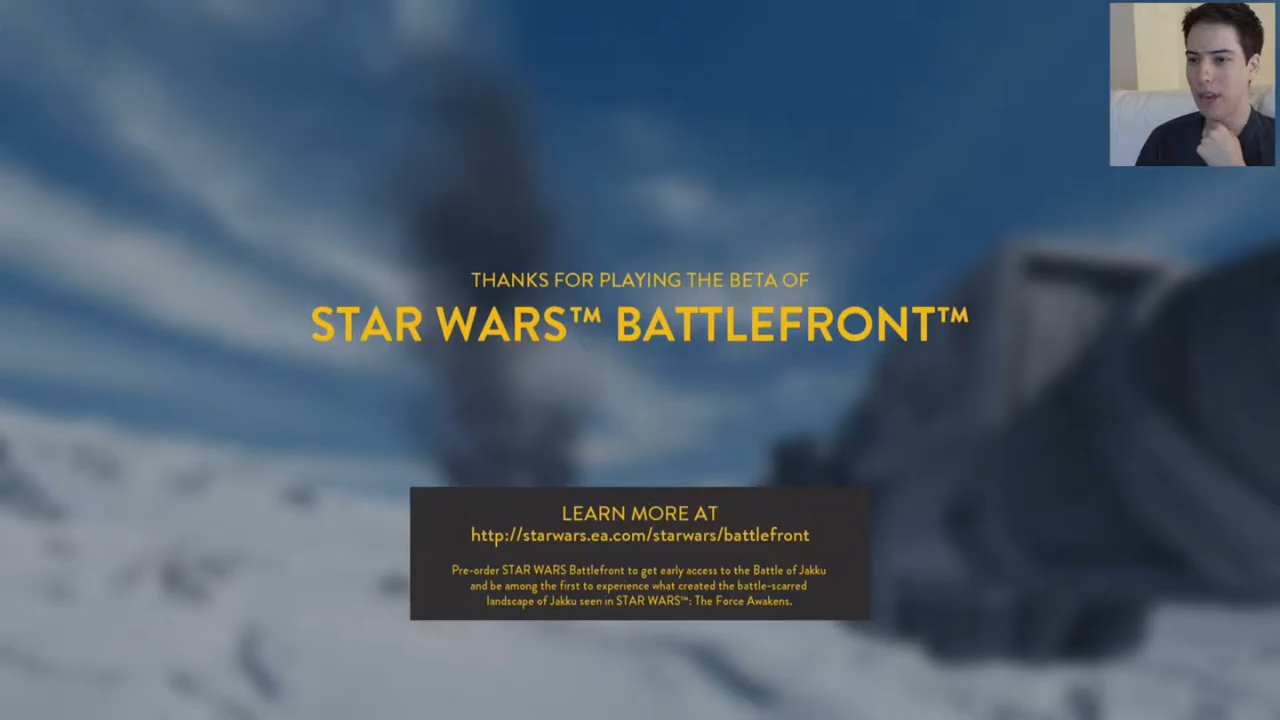 THANKS FOR PLAYING THE BETA OF
STAR WARS™ BATTLEFRONT™
LEARN MORE AT
http://starwars.ea.com/starwars/battlefront
Pre-order STAR WARS Battlefront to get early access to the Battle of Jakku
and be among the first to experience what created the battle-scarred
landscape of Jakku seen in STAR WARS™: The Force Awakens.